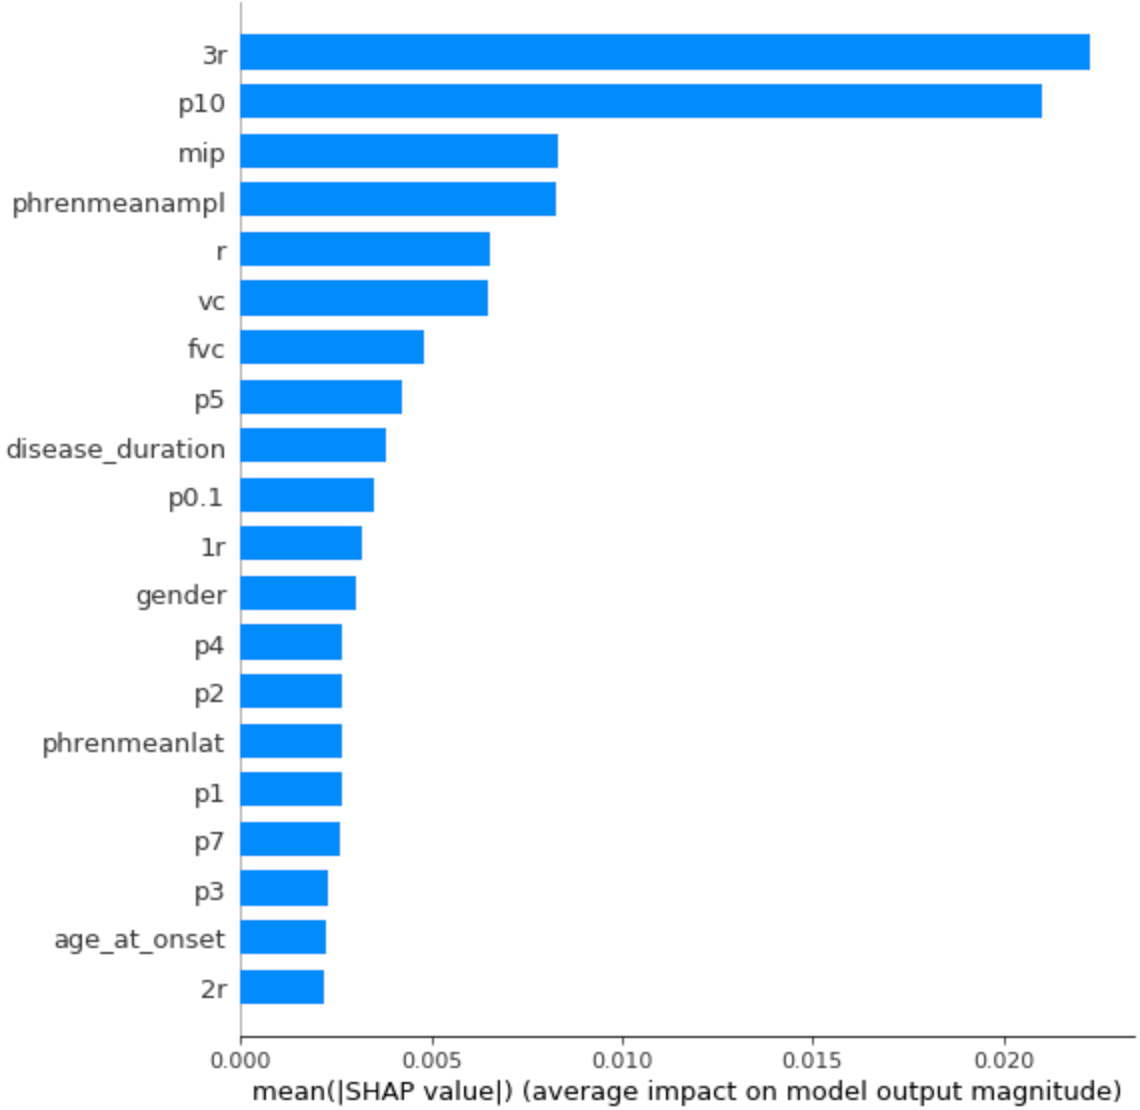 3r
p10
mip
phrenmeanampl
r
vc
fvc
p5
disease_duration
p0.1
1r
gender
p4
p2
phrenmeanlat
p1
p7
p3
age_at_onset
2r
0.000 0.005 0.010 0.015 0.020
mean(|SHAP value|) (average impact on model output magnitude)